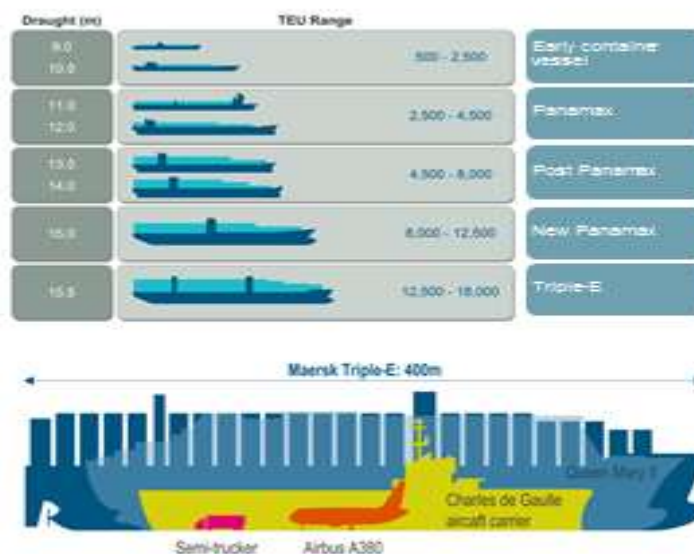 Draught (m) TEU Range
9.0
10.0
500 - 2,500
Early container
vessel
11.0
12.0
2,500 - 4,500
Panamax
13.0
14.0
4,500 - 8,000
Post Panamax
15.0
8,000 - 12,500
New Panamax
15.5
12,500 - 18,000
Triple-E
Maersk Triple-E: 400m
Queen Mary II
Charles de Gaulle
aircaft carrier
Semi-trucker Airbus A380